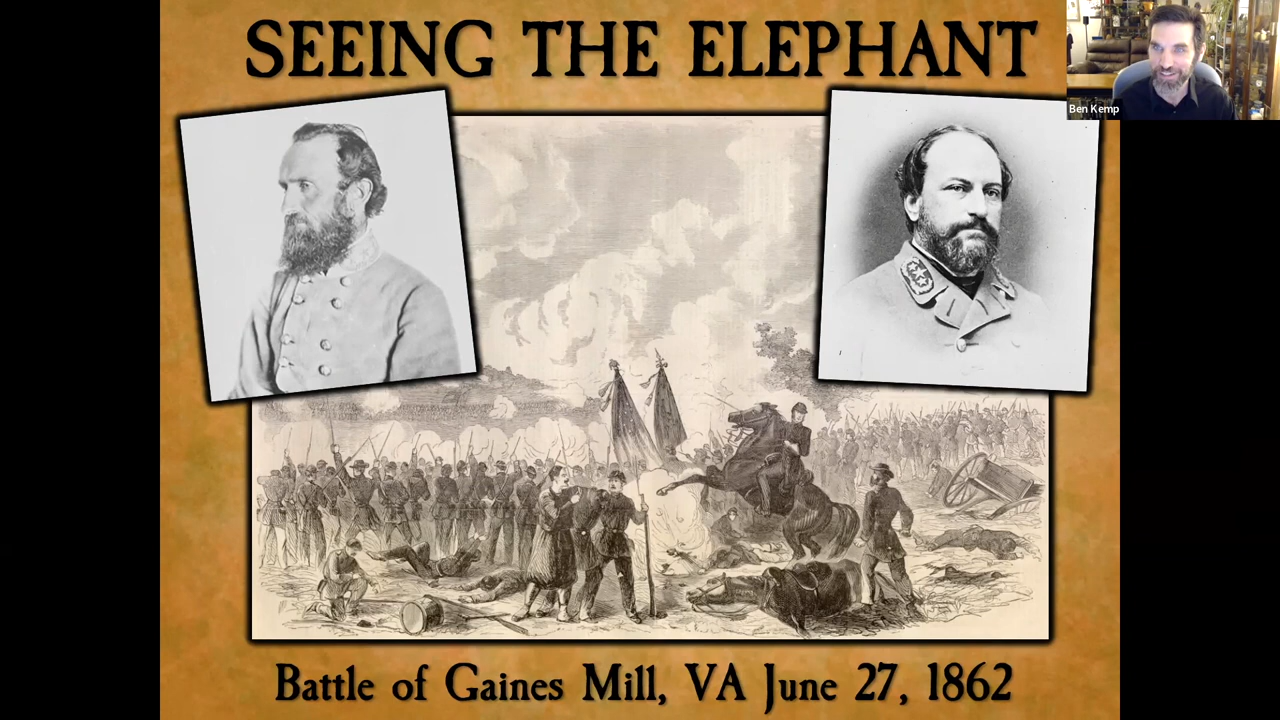 SEEING THE ELEPHANT
Ben Kemp
Battle of Gaines Mill, VA June 27, 1862